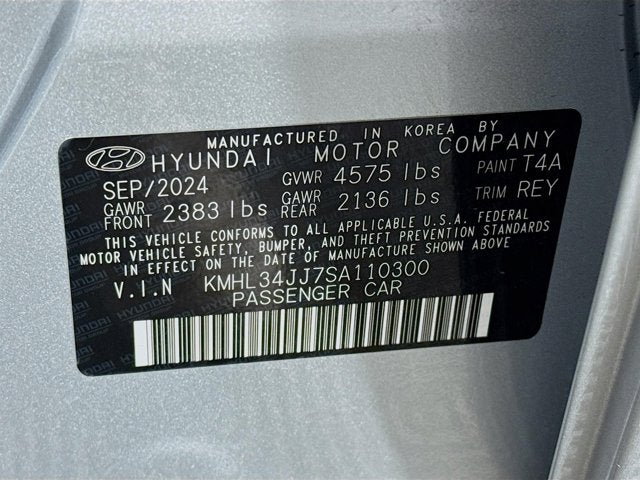 MANUFACTURED IN KOREA BY
HYUNDAI MOTOR COMPANY
SEP/2024 GVWR 4575 lbs PAINT T4A
GAWR FRONT 2383 lbs GAWR REAR 2136 lbs TRIM REY
THIS VEHICLE CONFORMS TO ALL APPLICABLE U.S.A. FEDERAL
MOTOR VEHICLE SAFETY, BUMPER, AND THEFT PREVENTION STANDARDS
IN EFFECT ON THE DATE OF MANUFACTURE SHOWN ABOVE
V.I.N KMHL34JJ7SA110300
PASSENGER CAR